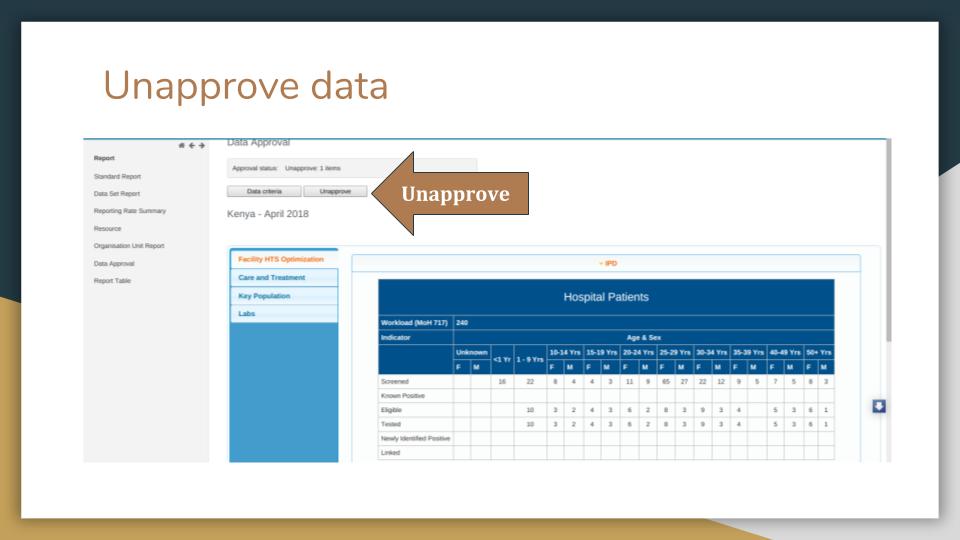 Unapprove data
Report
Standard Report
Data Set Report
Reporting Rate Summary
Resource
Organisation Unit Report
Data Approval
Report Table
Data Approval
Approval status: Unapprove: 1 items
Data criteria Unapprove
Unapprove
Kenya - April 2018
Facility HTS Optimization
Care and Treatment
Key Population
Labs
IPD
Hospital Patients
Workload (MoH 717) 240
Indicator Age & Sex
Unknown <1 Yr 1 - 9 Yrs 10-14 Yrs 15-19 Yrs 20-24 Yrs 25-29 Yrs 30-34 Yrs 35-39 Yrs 40-49 Yrs 50+ Yrs
F M F M F M F M F M F M F M F M F M
Screened 16 22 8 4 4 3 11 9 65 27 22 12 9 5 7 5 8 3
Known Positive
Eligible 10 3 2 4 3 6 2 8 3 9 3 4 5 3 6 1
Tested 10 3 2 4 3 6 2 8 3 9 3 4 5 3 6 1
Newly Identified Positive
Linked